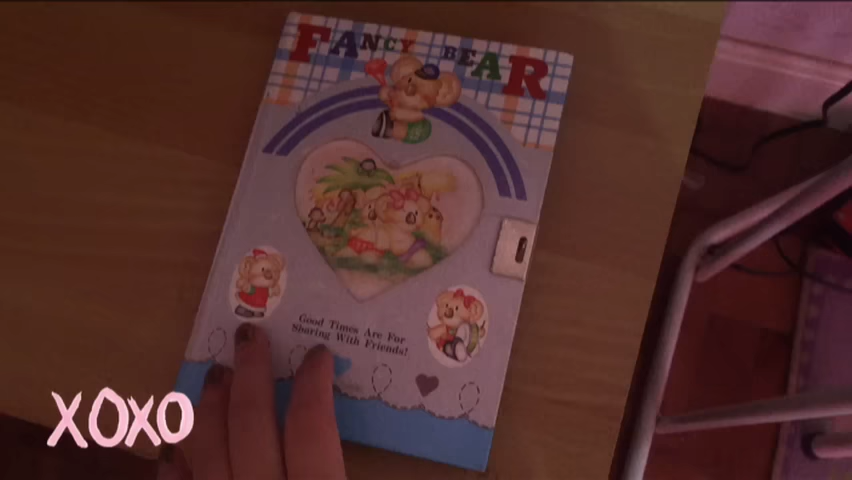 FANCY BEAR
Good Times Are For
Sharing With Friends!
XOXO